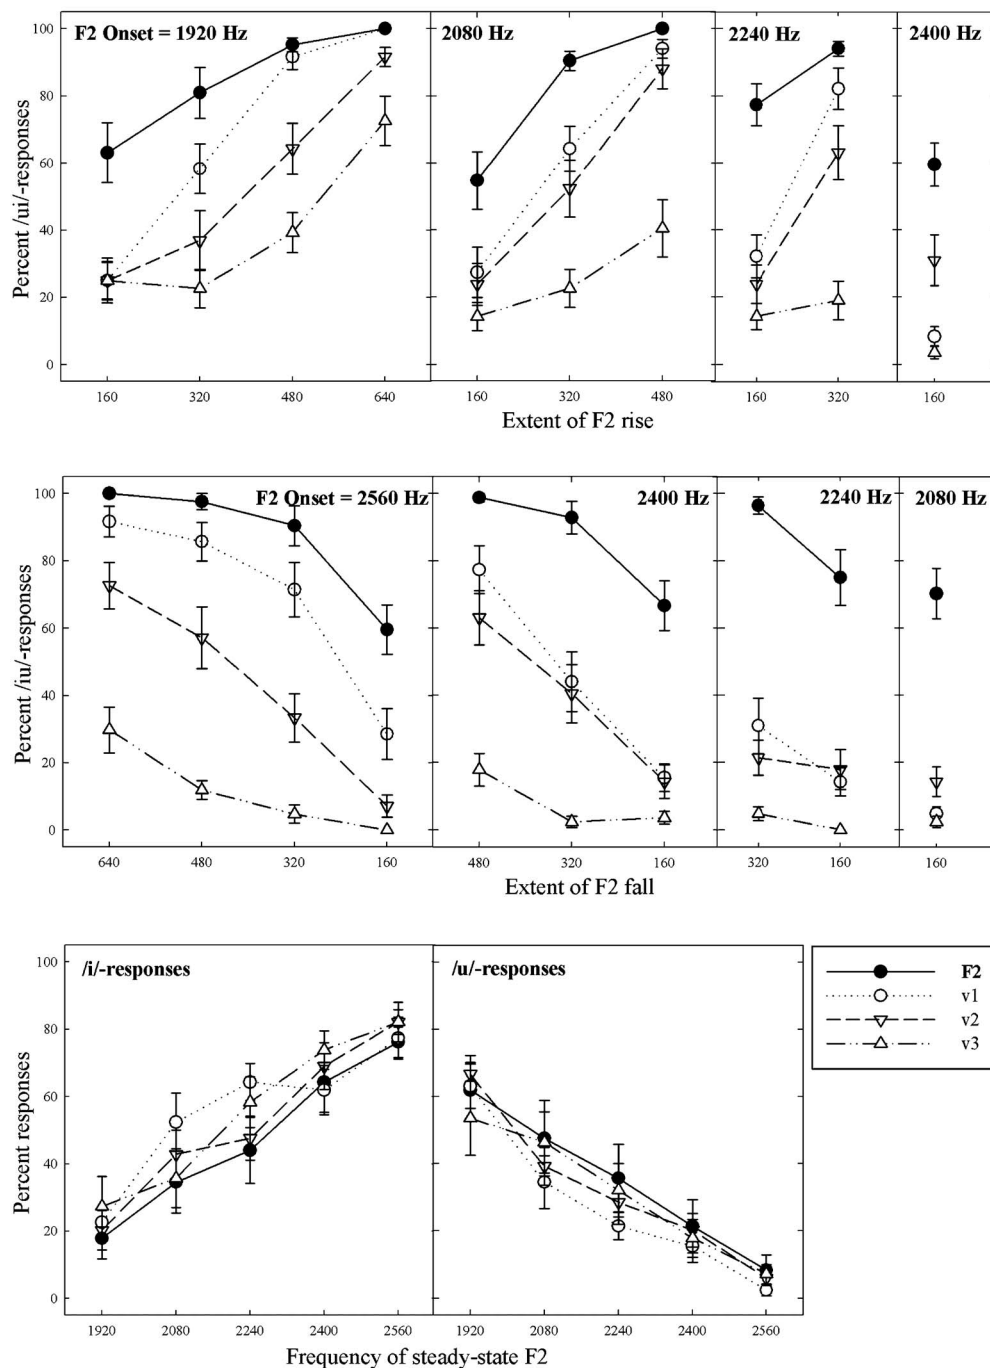 F2 Onset = 1920 Hz
2080 Hz
2240 Hz
2400 Hz
Percent /ui/-responses
100
80
60
40
20
0
160 320 480 640
160 320 480
160 320
160
Extent of F2 rise
F2 Onset = 2560 Hz
2400 Hz
2240 Hz
2080 Hz
Percent /iu/-responses
100
80
60
40
20
0
640 480 320 160
480 320 160
320 160
160
Extent of F2 fall
/i/-responses
/u/-responses
Percent responses
100
80
60
40
20
0
1920 2080 2240 2400 2560
1920 2080 2240 2400 2560
Frequency of steady-state F2
F2
v1
v2
v3